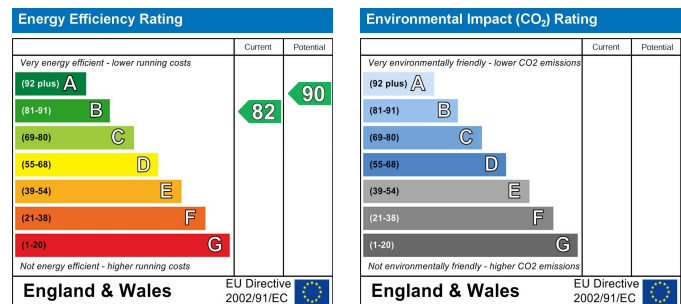 Energy Efficiency Rating
Current Potential
Very energy efficient - lower running costs
(92 plus) A
(81-91) B
(69-80) C
(55-68) D
(39-54) E
(21-38) F
(1-20) G
82
90
Not energy efficient - higher running costs
England & Wales
EU Directive
2002/91/EC
Environmental Impact (CO₂) Rating
Current Potential
Very environmentally friendly - lower CO2 emissions
(92 plus) A
(81-91) B
(69-80) C
(55-68) D
(39-54) E
(21-38) F
(1-20) G
Not environmentally friendly - higher CO2 emissions
England & Wales
EU Directive
2002/91/EC